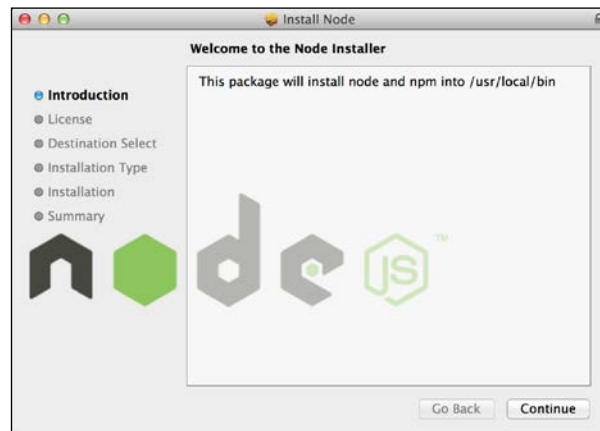 Install Node
Welcome to the Node Installer
This package will install node and npm into /usr/local/bin
Introduction
License
Destination Select
Installation Type
Installation
Summary
node JS™
Go Back
Continue